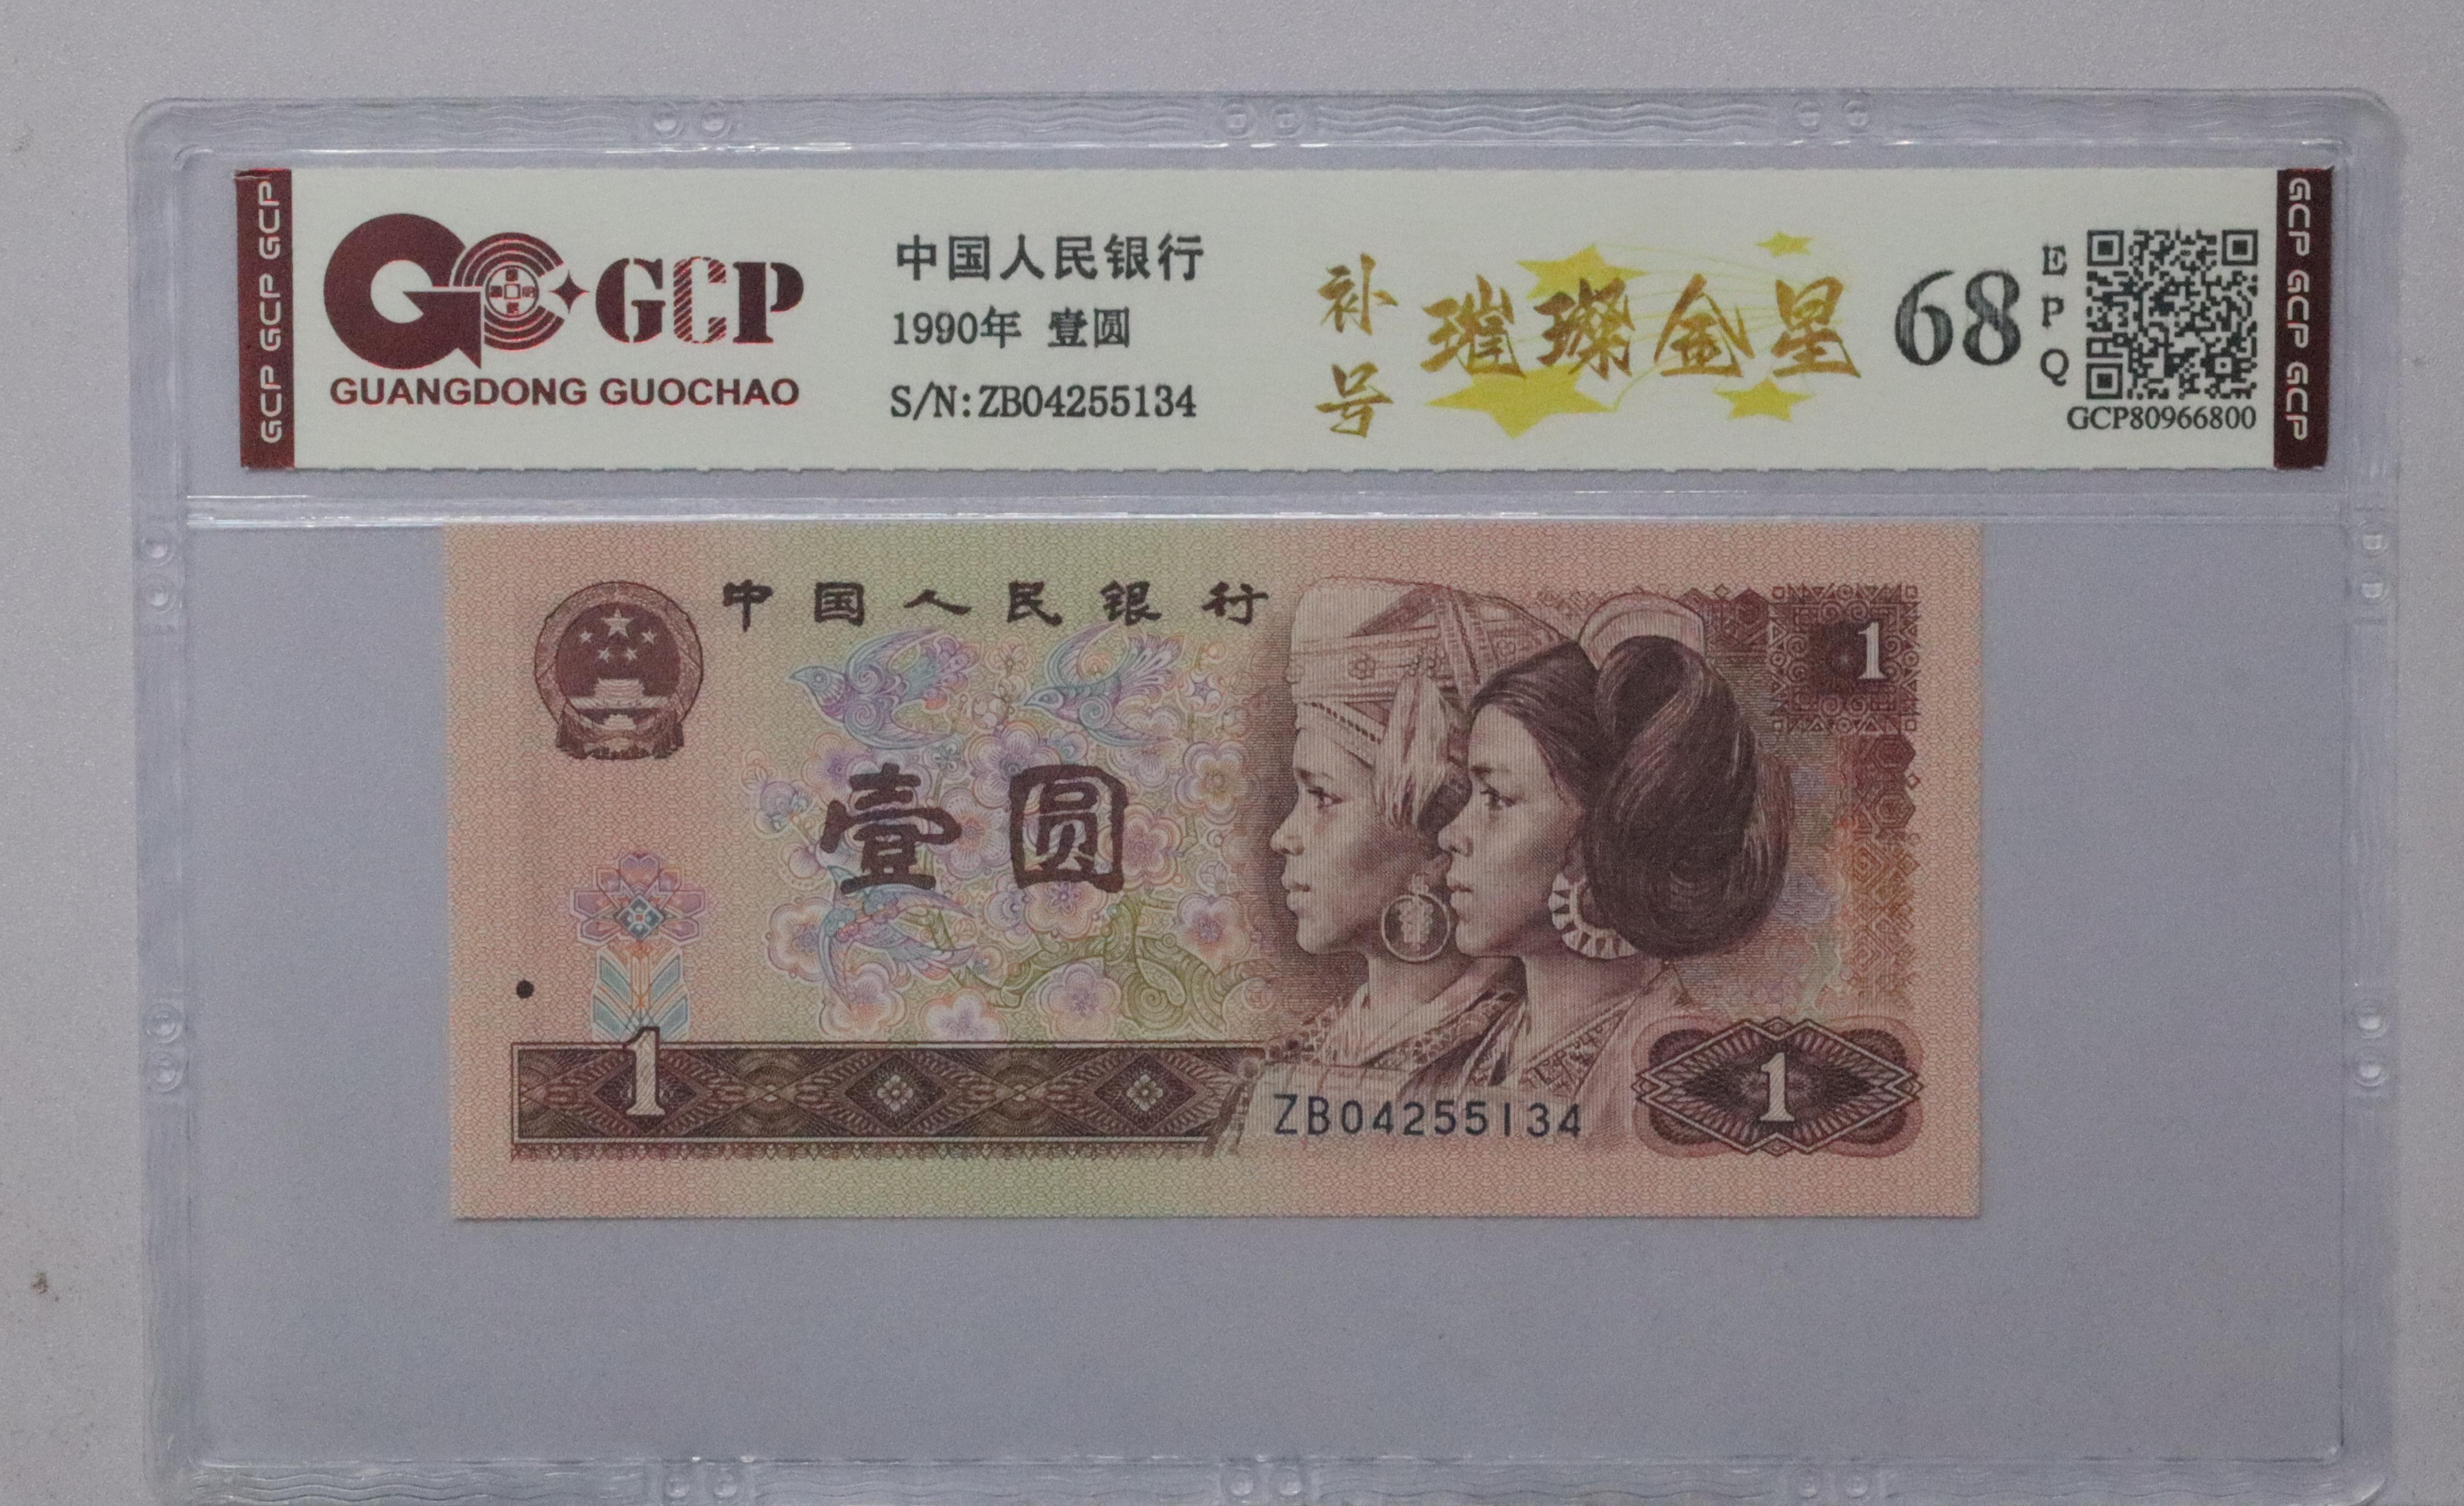 GCP GCP GCP
GCP
GUANGDONG GUOCHAO
中国人民银行
1990年 壹圆
S/N:ZB04255134
补号
璀璨金星
68
EPQ
GCP80966800
GCP GCP GCP
中国人民银行
1
壹圆
1
ZB04255134
1